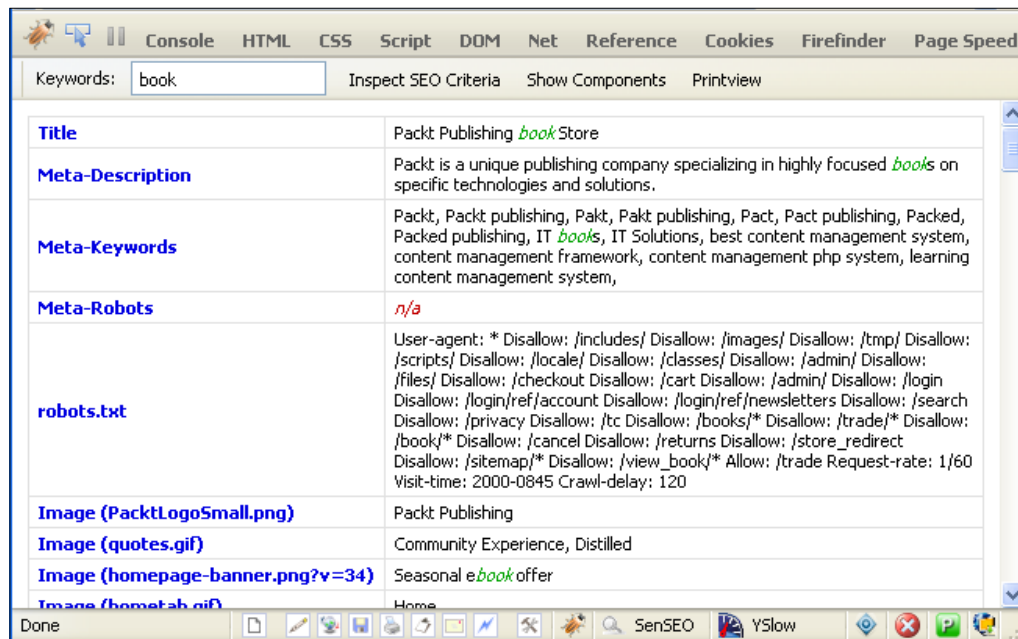 Console HTML CSS Script DOM Net Reference Cookies Firefinder Page Speed
Keywords: book Inspect SEO Criteria Show Components Printview
Title Packt Publishing book Store
Meta-Description Packt is a unique publishing company specializing in highly focused books on
specific technologies and solutions.
Meta-Keywords Packt, Packt publishing, Pakt, Pakt publishing, Pact, Pact publishing, Packed,
Packed publishing, IT books, IT Solutions, best content management system,
content management framework, content management php system, learning
content management system,
Meta-Robots n/a
robots.txt User-agent: * Disallow: /includes/ Disallow: /images/ Disallow: /tmp/ Disallow:
/scripts/ Disallow: /locale/ Disallow: /classes/ Disallow: /admin/ Disallow:
/files/ Disallow: /checkout Disallow: /cart Disallow: /admin/ Disallow: /login
Disallow: /login/ref/account Disallow: /login/ref/newsletters Disallow: /search
Disallow: /privacy Disallow: /tc Disallow: /books/* Disallow: /trade/* Disallow:
/book/* Disallow: /cancel Disallow: /returns Disallow: /store_redirect
Disallow: /sitemap/* Disallow: /view_book/* Allow: /trade Request-rate: 1/60
Visit-time: 2000-0845 Crawl-delay: 120
Image (PacktLogoSmall.png) Packt Publishing
Image (quotes.gif) Community Experience, Distilled
Image (homepage-banner.png?v=34) Seasonal ebook offer
Image (hometab.gif) Home
Done SenSEO YSlow